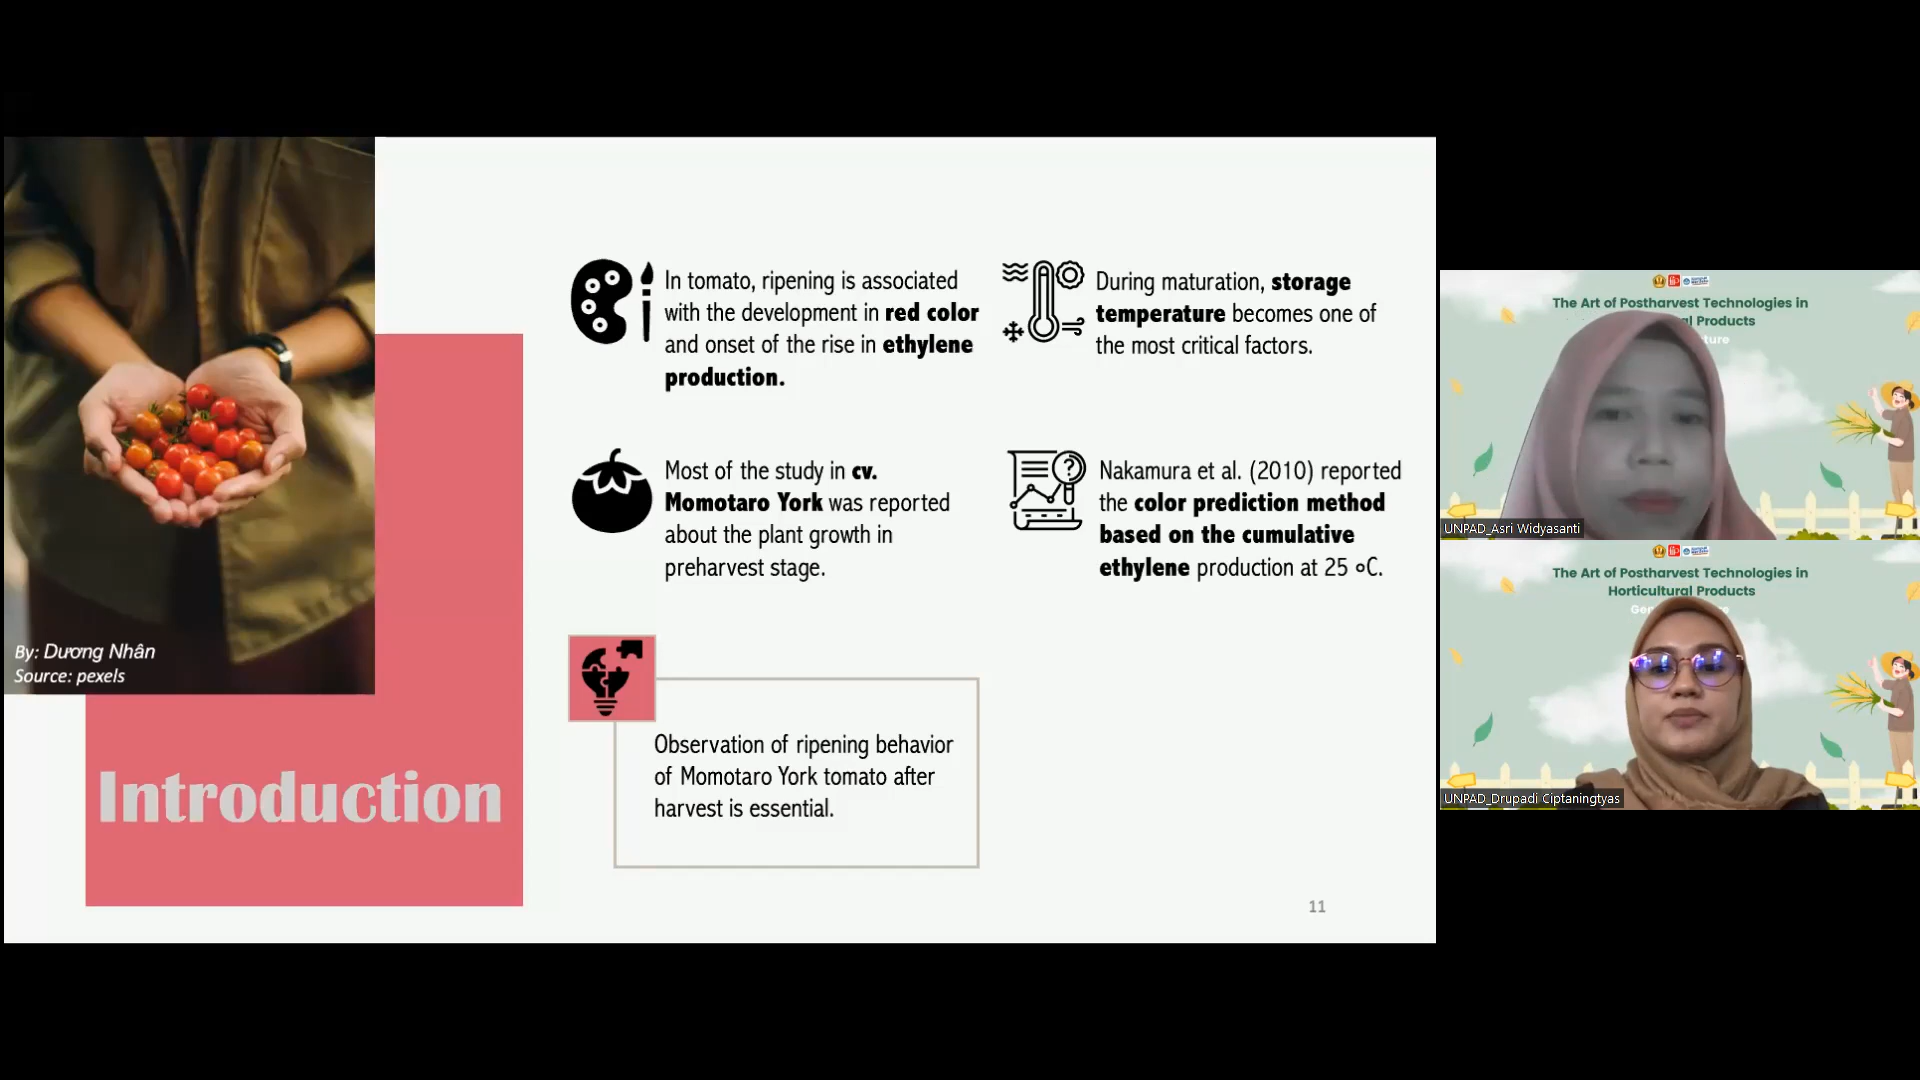 In tomato, ripening is associated
with the development in red color
and onset of the rise in ethylene
production.
During maturation, storage
temperature becomes one of
the most critical factors.
Most of the study in cv.
Momotaro York was reported
about the plant growth in
preharvest stage.
Nakamura et al. (2010) reported
the color prediction method
based on the cumulative
ethylene production at 25 ∘C.
By: Dương Nhân
Source: pexels
Introduction
Observation of ripening behavior
of Momotaro York tomato after
harvest is essential.
11
The Art of Postharvest Technologies in
Products
UNPAD_Asri Widyasanti
The Art of Postharvest Technologies in
Horticultural Products
UNPAD_Drupadi Ciptaningtyas